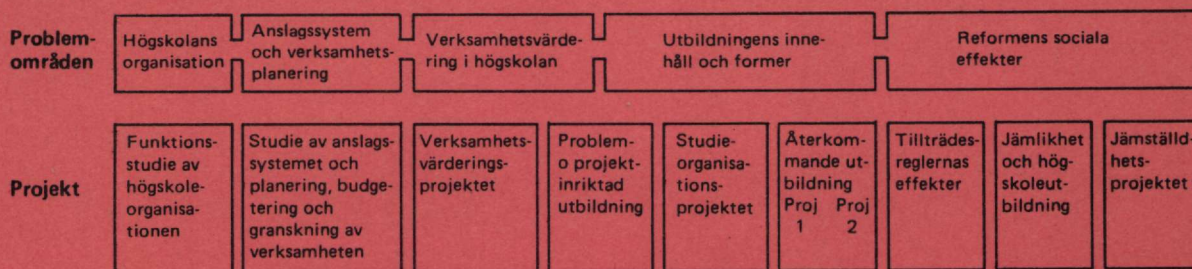 Problem-
områden
Högskolans
organisation
Anslagssystem
och verksamhets-
planering
Verksamhetsvärde-
ring i högskolan
Utbildningens inne-
håll och former
Reformens sociala
effekter
Projekt
Funktions-
studie av
högskole-
organisa-
tionen
Studie av anslags-
systemet och
planering, budge-
tering och
granskning av
verksamheten
Verksamhets-
värderings-
projektet
Problem-
o projekt-
inriktad
utbildning
Studie-
organisa-
tions-
projektet
Återkom-
mande ut-
bildning
Proj Proj
1 2
Tillträdes-
reglernas
effekter
Jämlikhet
och hög-
skoleut-
bildning
Jämställd-
hets-
projektet